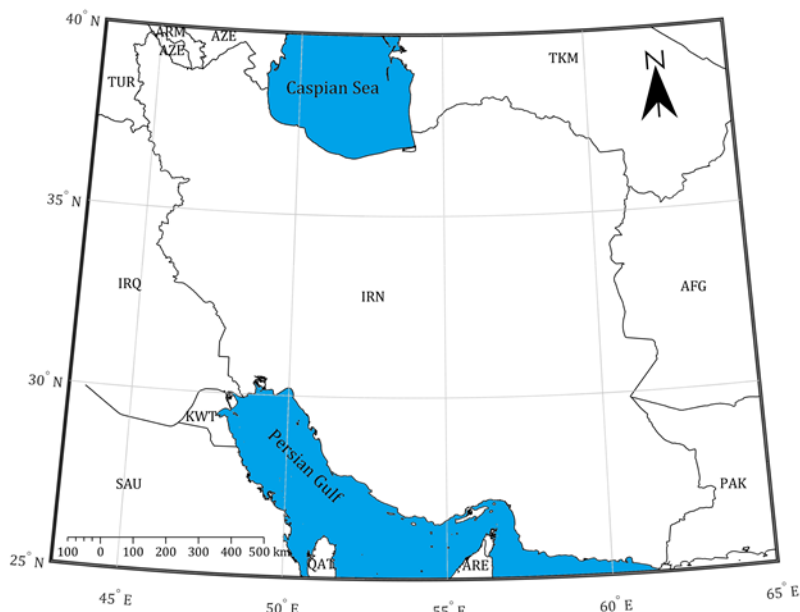 40° N
ARM
AZE
AZE
TKM
N
TUR
Caspian Sea
35° N
IRQ
IRN
AFG
30° N
KWT
Persian Gulf
SAU
PAK
100 0 100 200 300 400 500 km
QAT
ARE
25° N
45° E
50° E
55° E
60° E
65° E